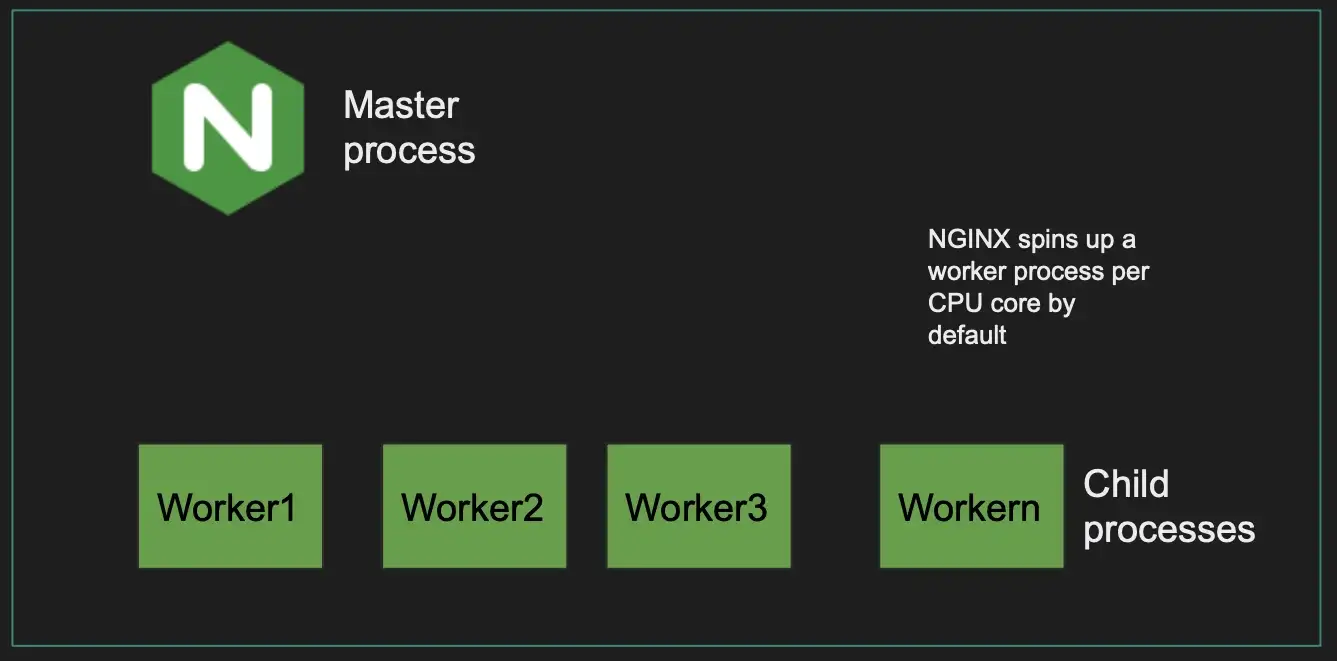 N
Master
process
NGINX spins up a
worker process per
CPU core by
default
Worker1
Worker2
Worker3
Workern
Child
processes